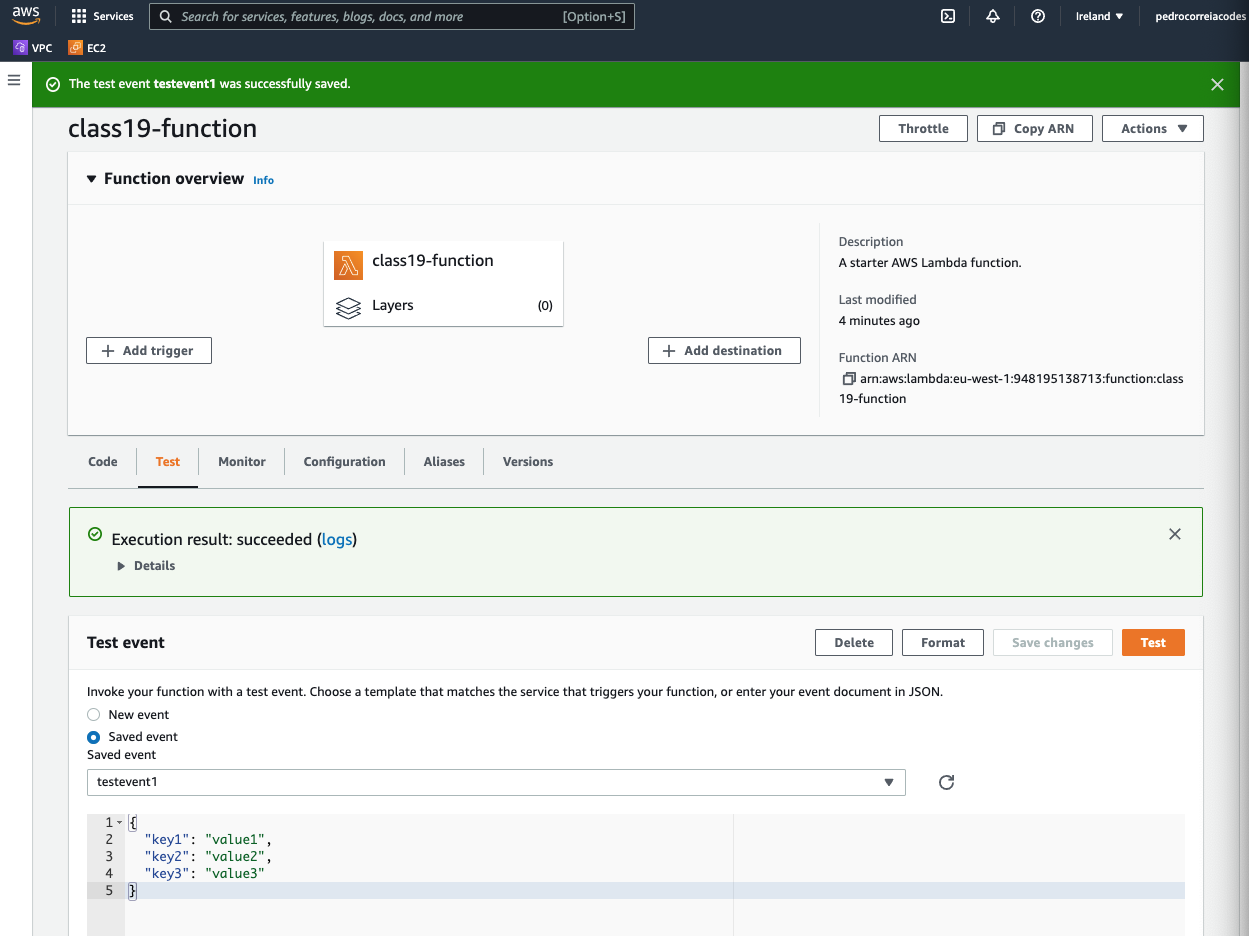 aws
Services
Search for services, features, blogs, docs, and more [Option+S]
Ireland
pedrocorreiacodes
VPC EC2
The test event testevent1 was successfully saved.
class19-function
Throttle Copy ARN Actions
Function overview Info
class19-function
Layers (0)
Add trigger
Add destination
Description
A starter AWS Lambda function.
Last modified
4 minutes ago
Function ARN
arn:aws:lambda:eu-west-1:948195138713:function:class
19-function
Code Test Monitor Configuration Aliases Versions
Execution result: succeeded (logs)
Details
Test event
Delete Format Save changes Test
Invoke your function with a test event. Choose a template that matches the service that triggers your function, or enter your event document in JSON.
New event
Saved event
Saved event
testevent1
1 {
2 "key1": "value1",
3 "key2": "value2",
4 "key3": "value3"
5 }